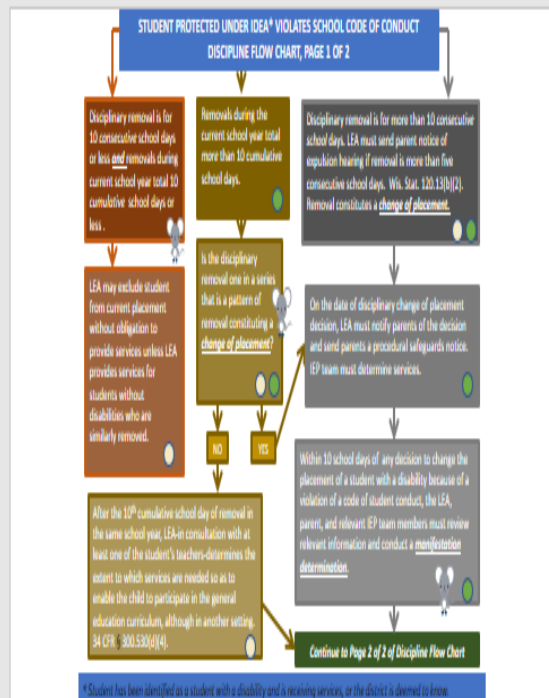 STUDENT PROTECTED UNDER IDEA* VIOLATES SCHOOL CODE OF CONDUCT
DISCIPLINE FLOW CHART, PAGE 1 OF 2
Disciplinary removal is for
10 consecutive school days
or less and removals during
current school year total 10
cumulative school days or
less .
Removals during the
current school year total
more than 10 cumulative
school days.
Disciplinary removal is for more than 10 consecutive
school days. LEA must send parent notice of
expulsion hearing if removal is more than five
consecutive school days. Wis. Stat. 120.13(b)(2).
Removal constitutes a change of placement.
LEA may exclude student
from current placement
without obligation to
provide services unless LEA
provides services for
students without
disabilities who are
similarly removed.
Is the disciplinary
removal one in a series
that is a pattern of
removal constituting a
change of placement?
On the date of disciplinary change of placement
decision, LEA must notify parents of the decision
and send parents a procedural safeguards notice.
IEP team must determine services.
NO
YES
Within 10 school days of any decision to change the
placement of a student with a disability because of a
violation of a code of student conduct, the LEA,
parent, and relevant IEP team members must review
relevant information and conduct a manifestation
determination.
After the 10th cumulative school day of removal in
the same school year, LEA-in consultation with at
least one of the student's teachers-determines the
extent to which services are needed so as to
enable the child to participate in the general
education curriculum, although in another setting.
34 CFR § 300.530(d)(4).
Continue to Page 2 of 2 of Discipline Flow Chart
* Student has been identified as a student with a disability and is receiving services, or the district is deemed to know.